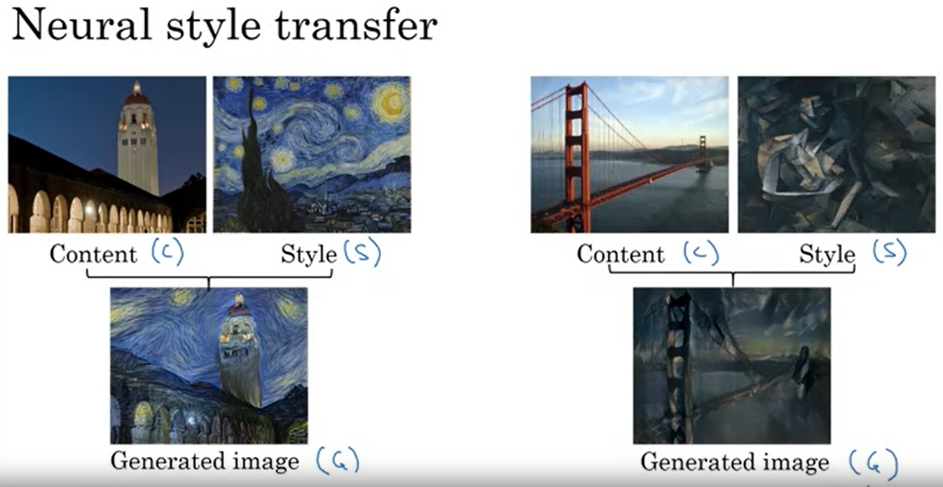 Neural style transfer
Content (C) Style (S) Content (C) Style (S)
Generated image (G) Generated image (G)